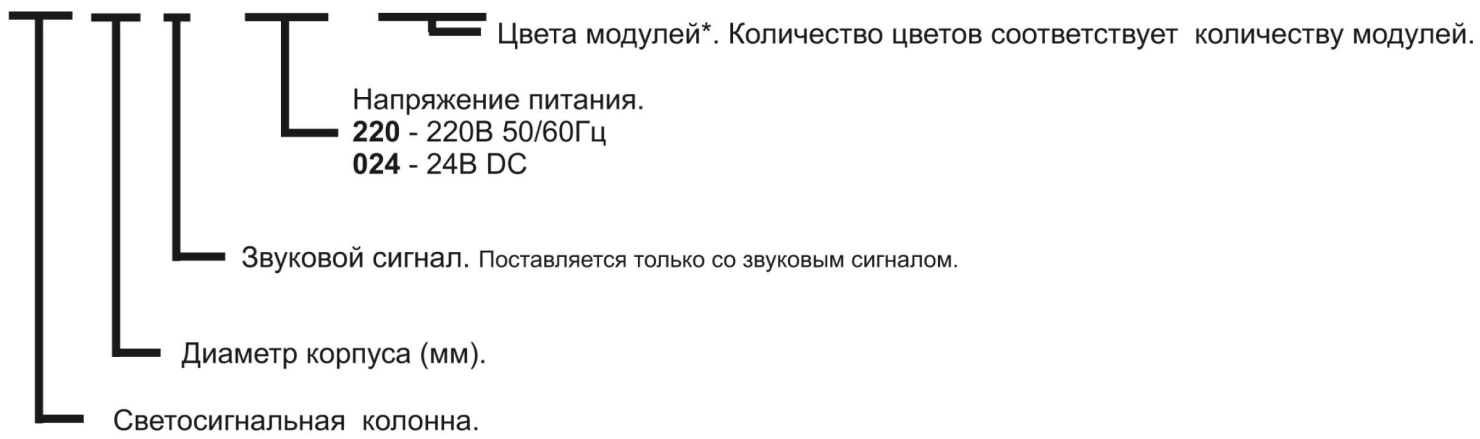 Цвета модулей*. Количество цветов соответствует количеству модулей.
Напряжение питания.
220 - 220В 50/60Гц
024 - 24В DC
Звуковой сигнал. Поставляется только со звуковым сигналом.
Диаметр корпуса (мм).
Светосигнальная колонна.